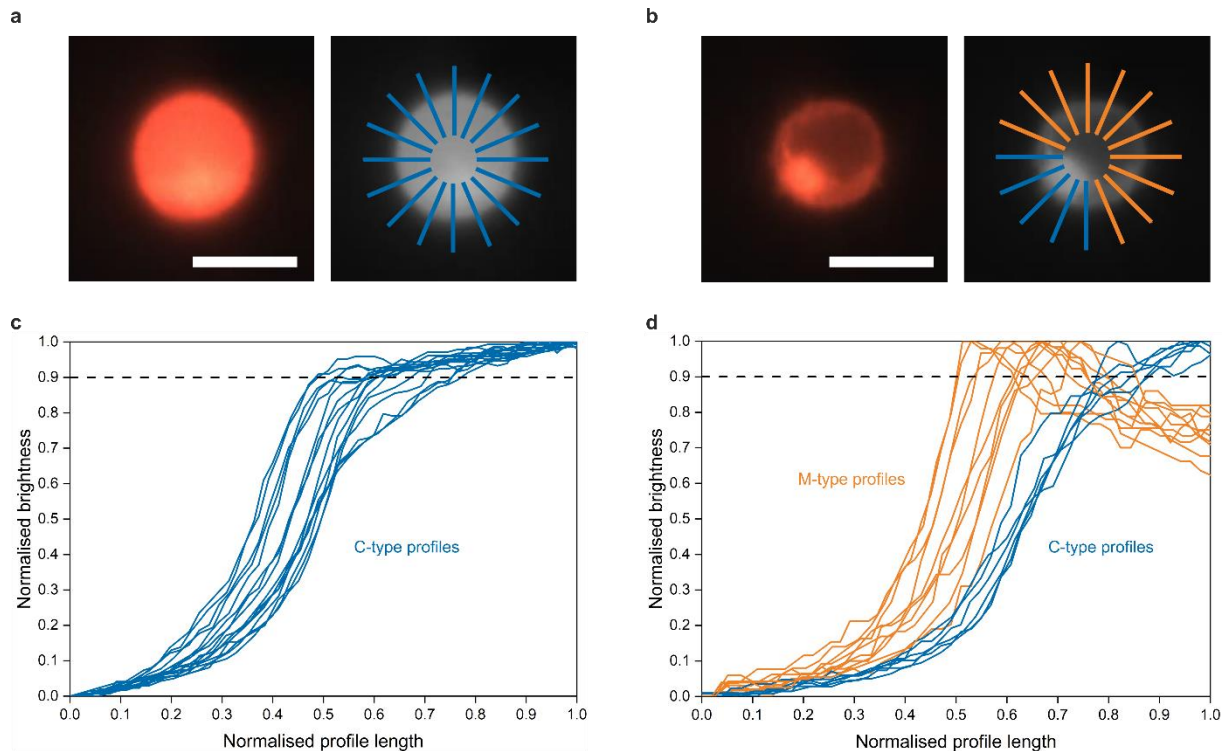 a
b
c
1.0
0.9
0.8
0.7
0.6
0.5
0.4
0.3
0.2
0.1
0.0
Normalised brightness
C-type profiles
0.0 0.1 0.2 0.3 0.4 0.5 0.6 0.7 0.8 0.9 1.0
Normalised profile length
d
1.0
0.9
0.8
0.7
0.6
0.5
0.4
0.3
0.2
0.1
0.0
Normalised brightness
M-type profiles
C-type profiles
0.0 0.1 0.2 0.3 0.4 0.5 0.6 0.7 0.8 0.9 1.0
Normalised profile length